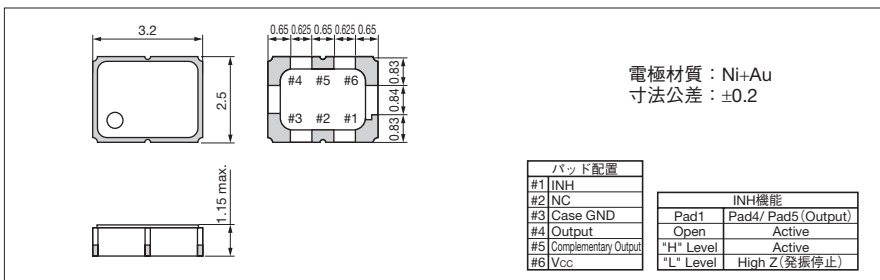 3.2
2.5
1.15 max.
0.65 0.625 0.65 0.625 0.65
#4 #5 #6
#3 #2 #1
0.83
0.84
0.83
電極材質：Ni+Au
寸法公差：±0.2
パッド配置
#1 INH
#2 NC
#3 Case GND
#4 Output
#5 Complementary Output
#6 Vcc
INH機能
Pad1 Pad4/ Pad5(Output)
Open Active
"H" Level Active
"L" Level High Z(発振停止)